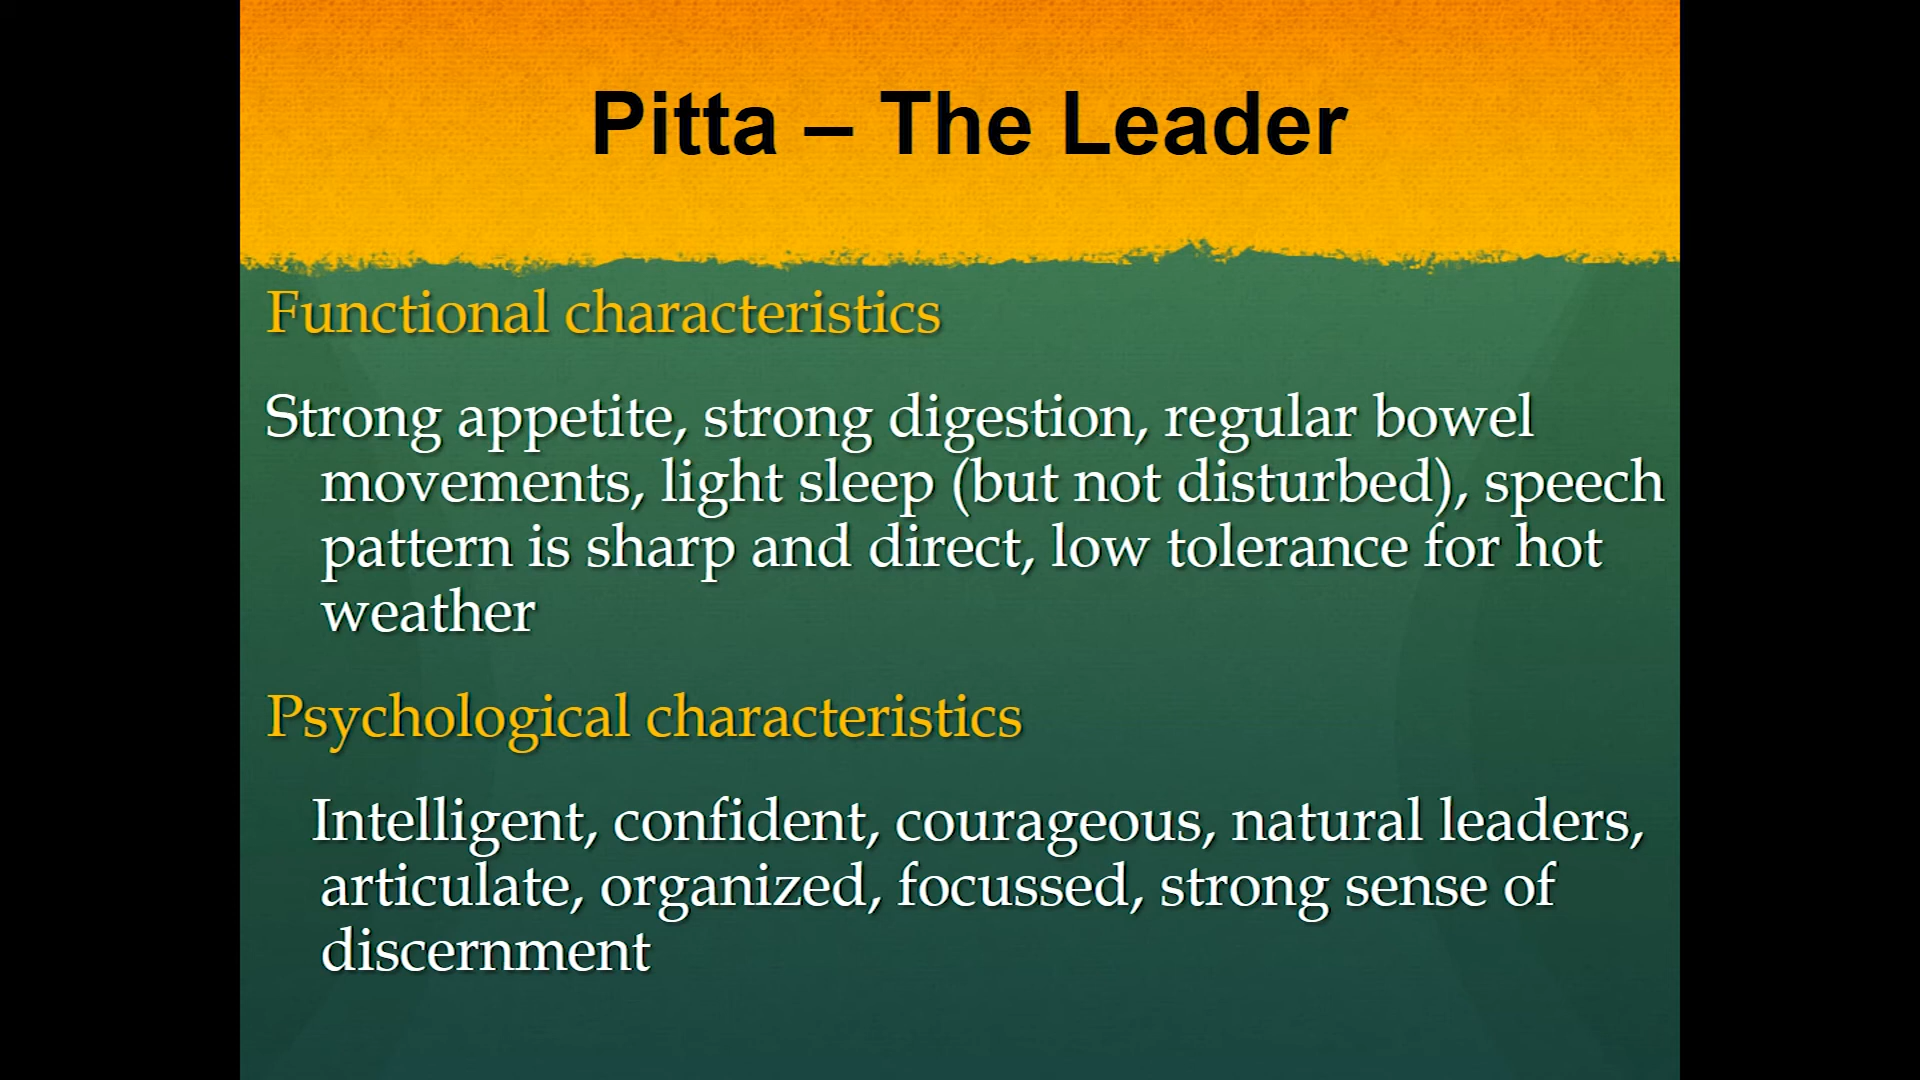 Pitta – The Leader
Functional characteristics
Strong appetite, strong digestion, regular bowel
movements, light sleep (but not disturbed), speech
pattern is sharp and direct, low tolerance for hot
weather
Psychological characteristics
Intelligent, confident, courageous, natural leaders,
articulate, organized, focussed, strong sense of
discernment